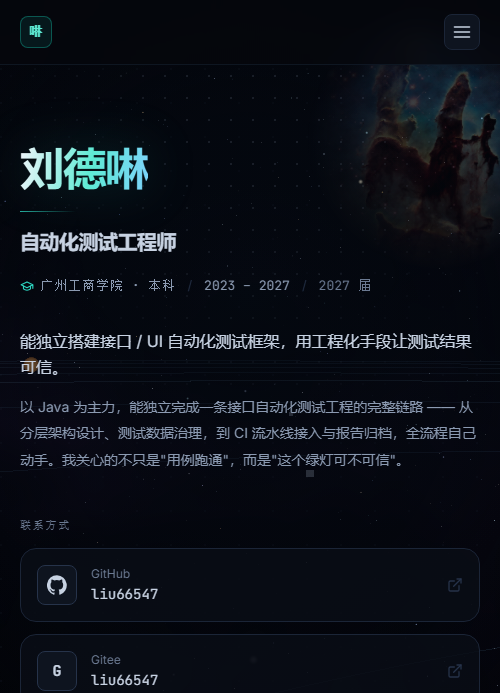 啉
刘德啉
自动化测试工程师
广州工商学院 · 本科 / 2023 – 2027 / 2027 届
能独立搭建接口 / UI 自动化测试框架，用工程化手段让测试结果
可信。
以 Java 为主力，能独立完成一条接口自动化测试工程的完整链路 —— 从
分层架构设计、测试数据治理，到 CI 流水线接入与报告归档，全流程自己
动手。我关心的不只是"用例跑通"，而是"这个绿灯可不可信"。
联系方式
GitHub
liu66547
G
Gitee
liu66547